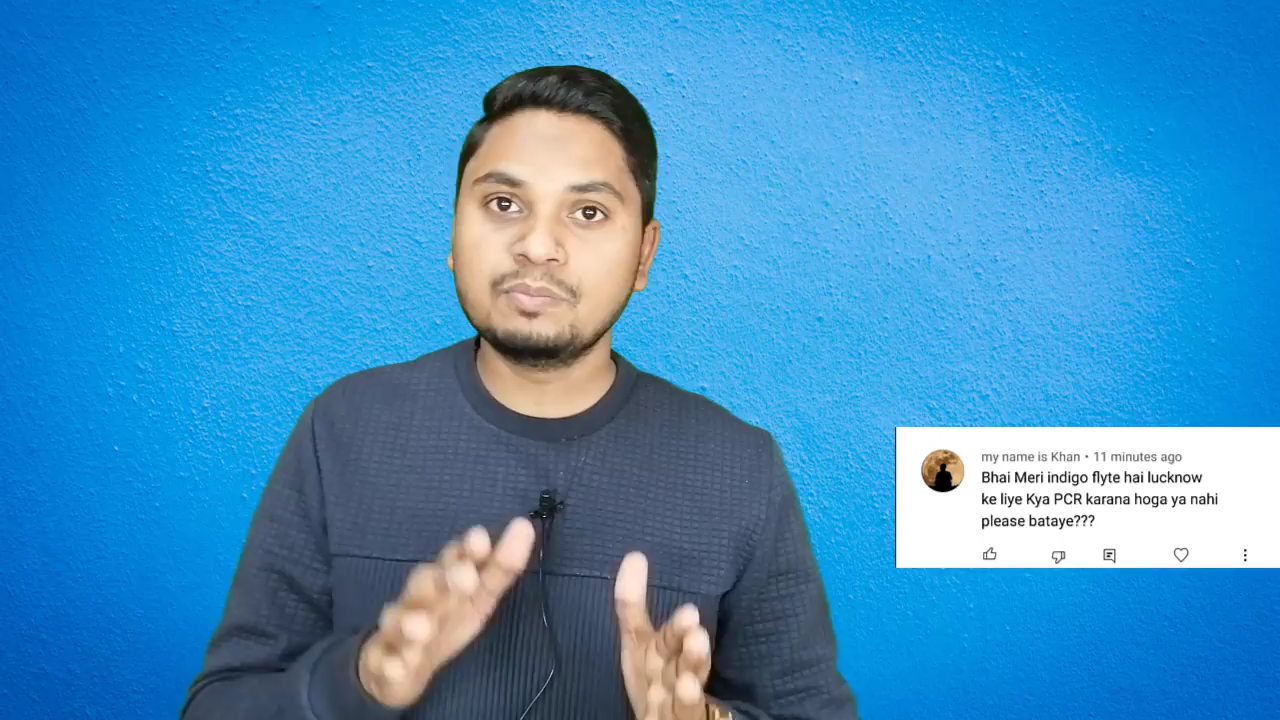 my name is Khan • 11 minutes ago
Bhai Meri indigo flyte hai lucknow
ke liye Kya PCR karana hoga ya nahi
please bataye???